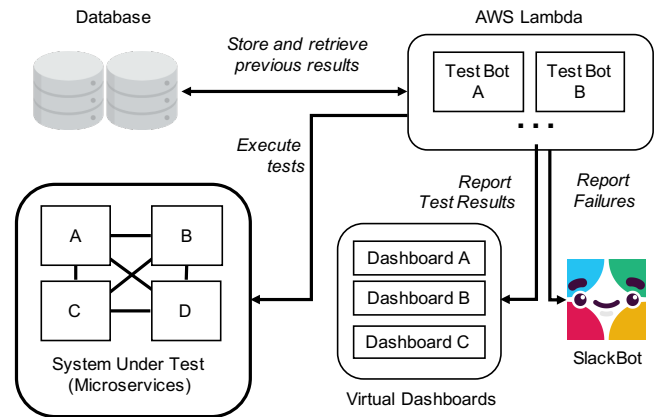 Database
AWS Lambda
Store and retrieve
previous results
Test Bot
A
Test Bot
B
...
Execute
tests
Report
Test Results
Report
Failures
A
B
C
D
System Under Test
(Microservices)
Dashboard A
Dashboard B
Dashboard C
Virtual Dashboards
SlackBot